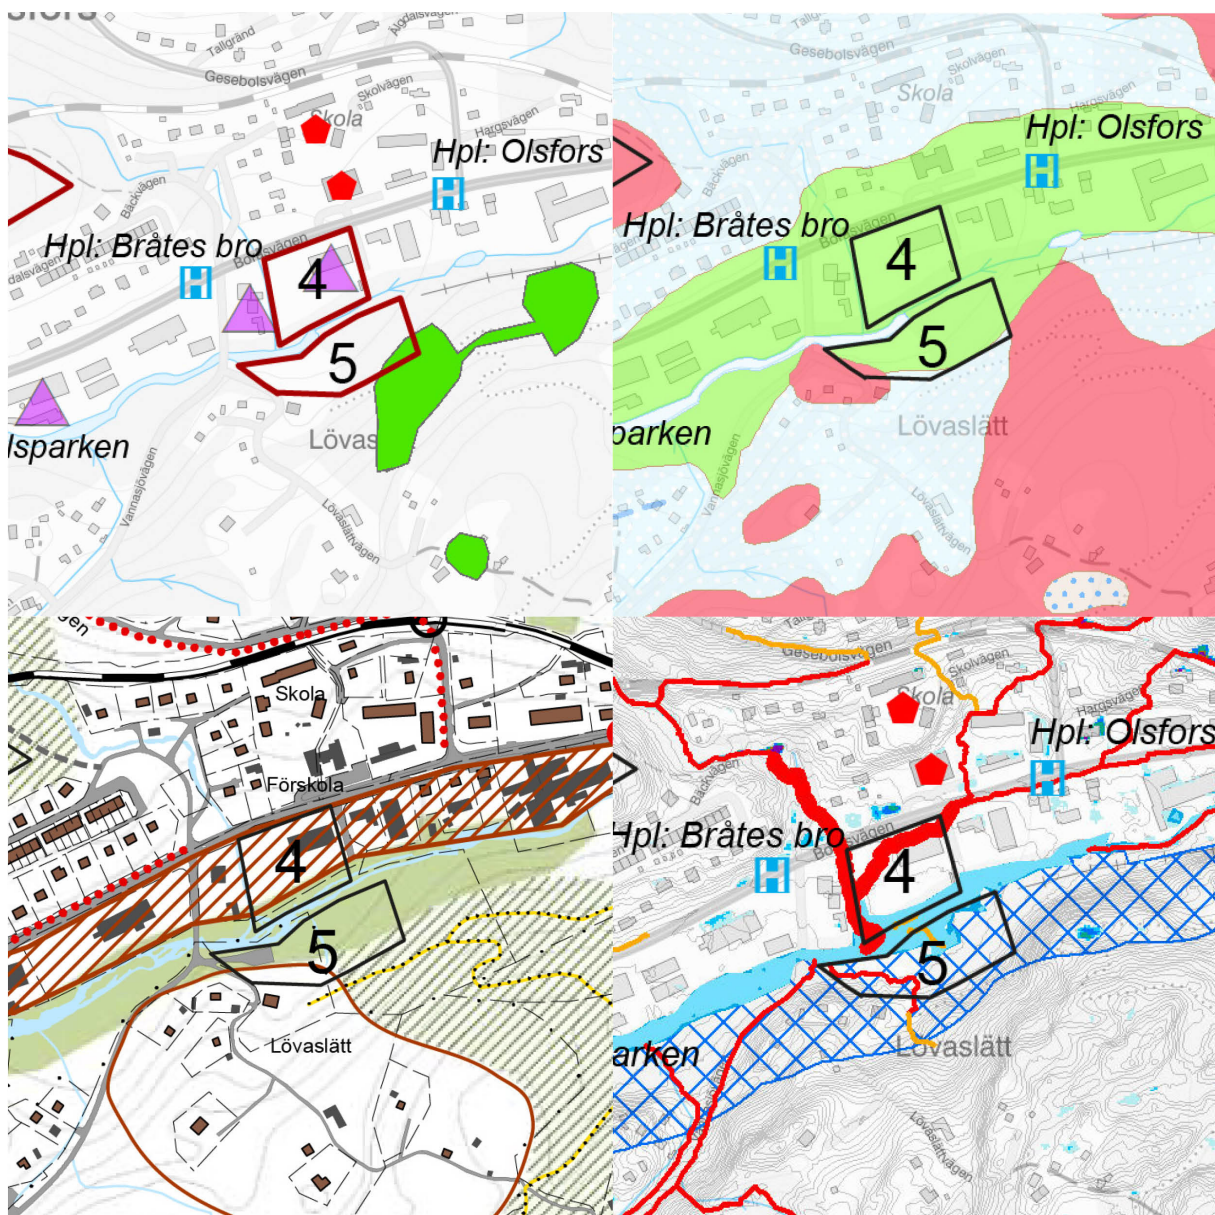 Tallgränd
Älgdalsvägen
Gesebolsvägen
Skolvägen
Skola
Hargsvägen
Hpl: Olsfors
H
Bäckvägen
Hpl: Bråtes bro
H
4
5
lsparken
Lövas
Vannasjövägen
Lövaslättvägen
Gesebolsvägen
Skolvägen
Skola
Hargsvägen
Hpl: Olsfors
H
Bäckvägen
Hpl: Bråtes bro
H
4
5
Lövaslätt
parken
Lövaslättvägen
gen
Skola
Förskola
4
5
Lövaslätt
Gesebolsvägen
Skolvägen
Skola
Hargsvägen
Hpl: Olsfors
H
Bäckvägen
Hpl: Bråtes bro
H
4
5
Lövaslätt
arken
Lövaslättvägen